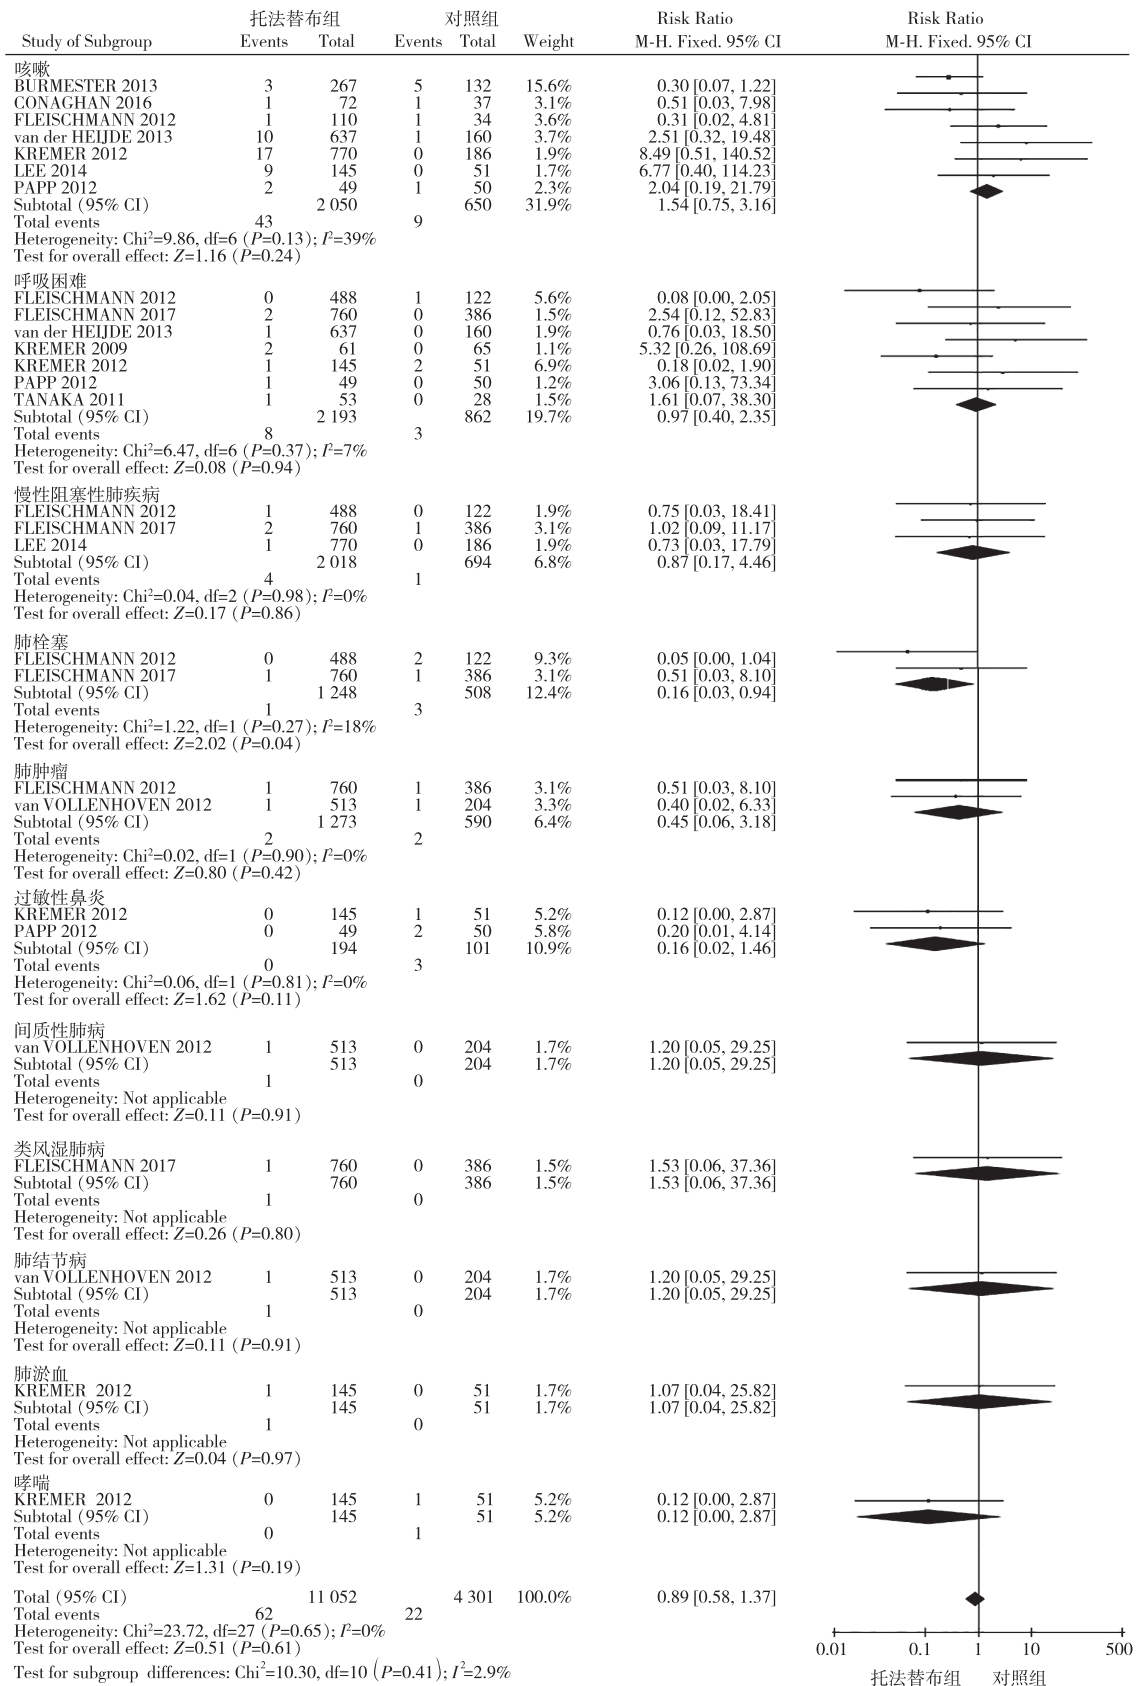 托法替布组 对照组 Risk Ratio Risk Ratio
Study of Subgroup Events Total Events Total Weight M-H. Fixed. 95% CI M-H. Fixed. 95% CI
咳嗽
BURMESTER 2013 3 267 5 132 15.6% 0.30 [0.07, 1.22]
CONAGHAN 2016 1 72 1 37 3.1% 0.51 [0.03, 7.98]
FLEISCHMANN 2012 1 110 1 34 3.6% 0.31 [0.02, 4.81]
van der HEIJDE 2013 10 637 1 160 3.7% 2.51 [0.32, 19.48]
KREMER 2012 17 770 0 186 1.9% 8.49 [0.51, 140.52]
LEE 2014 9 145 0 51 1.7% 6.77 [0.40, 114.23]
PAPP 2012 2 49 1 50 2.3% 2.04 [0.19, 21.79]
Subtotal (95% CI) 2 050 650 31.9% 1.54 [0.75, 3.16]
Total events 43 9
Heterogeneity: Chi²=9.86, df=6 (P=0.13); I²=39%
Test for overall effect: Z=1.16 (P=0.24)
呼吸困难
FLEISCHMANN 2012 0 488 1 122 5.6% 0.08 [0.00, 2.05]
FLEISCHMANN 2017 2 760 0 386 1.5% 2.54 [0.12, 52.83]
van der HEIJDE 2013 1 637 0 160 1.9% 0.76 [0.03, 18.50]
KREMER 2009 2 61 0 65 1.1% 5.32 [0.26, 108.69]
KREMER 2012 1 145 2 51 6.9% 0.18 [0.02, 1.90]
PAPP 2012 1 49 0 50 1.2% 3.06 [0.13, 73.34]
TANAKA 2011 1 53 0 28 1.5% 1.61 [0.07, 38.30]
Subtotal (95% CI) 2 193 862 19.7% 0.97 [0.40, 2.35]
Total events 8 3
Heterogeneity: Chi²=6.47, df=6 (P=0.37); I²=7%
Test for overall effect: Z=0.08 (P=0.94)
慢性阻塞性肺疾病
FLEISCHMANN 2012 1 488 0 122 1.9% 0.75 [0.03, 18.41]
FLEISCHMANN 2017 2 760 1 386 3.1% 1.02 [0.09, 11.17]
LEE 2014 1 770 0 186 1.9% 0.73 [0.03, 17.79]
Subtotal (95% CI) 2 018 694 6.8% 0.87 [0.17, 4.46]
Total events 4 1
Heterogeneity: Chi²=0.04, df=2 (P=0.98); I²=0%
Test for overall effect: Z=0.17 (P=0.86)
肺栓塞
FLEISCHMANN 2012 0 488 2 122 9.3% 0.05 [0.00, 1.04]
FLEISCHMANN 2017 1 760 1 386 3.1% 0.51 [0.03, 8.10]
Subtotal (95% CI) 1 248 508 12.4% 0.16 [0.03, 0.94]
Total events 1 3
Heterogeneity: Chi²=1.22, df=1 (P=0.27); I²=18%
Test for overall effect: Z=2.02 (P=0.04)
肺肿瘤
FLEISCHMANN 2012 1 760 1 386 3.1% 0.51 [0.03, 8.10]
van VOLLENHOVEN 2012 1 513 1 204 3.3% 0.40 [0.02, 6.33]
Subtotal (95% CI) 1 273 590 6.4% 0.45 [0.06, 3.18]
Total events 2 2
Heterogeneity: Chi²=0.02, df=1 (P=0.90); I²=0%
Test for overall effect: Z=0.80 (P=0.42)
过敏性鼻炎
KREMER 2012 0 145 1 51 5.2% 0.12 [0.00, 2.87]
PAPP 2012 0 49 2 50 5.8% 0.20 [0.01, 4.14]
Subtotal (95% CI) 194 101 10.9% 0.16 [0.02, 1.46]
Total events 0 3
Heterogeneity: Chi²=0.06, df=1 (P=0.81); I²=0%
Test for overall effect: Z=1.62 (P=0.11)
间质性肺病
van VOLLENHOVEN 2012 1 513 0 204 1.7% 1.20 [0.05, 29.25]
Subtotal (95% CI) 513 204 1.7% 1.20 [0.05, 29.25]
Total events 1 0
Heterogeneity: Not applicable
Test for overall effect: Z=0.11 (P=0.91)
类风湿肺病
FLEISCHMANN 2017 1 760 0 386 1.5% 1.53 [0.06, 37.36]
Subtotal (95% CI) 760 386 1.5% 1.53 [0.06, 37.36]
Total events 1 0
Heterogeneity: Not applicable
Test for overall effect: Z=0.26 (P=0.80)
肺结节病
van VOLLENHOVEN 2012 1 513 0 204 1.7% 1.20 [0.05, 29.25]
Subtotal (95% CI) 513 204 1.7% 1.20 [0.05, 29.25]
Total events 1 0
Heterogeneity: Not applicable
Test for overall effect: Z=0.11 (P=0.91)
肺淤血
KREMER 2012 1 145 0 51 1.7% 1.07 [0.04, 25.82]
Subtotal (95% CI) 145 51 1.7% 1.07 [0.04, 25.82]
Total events 1 0
Heterogeneity: Not applicable
Test for overall effect: Z=0.04 (P=0.97)
哮喘
KREMER 2012 0 145 1 51 5.2% 0.12 [0.00, 2.87]
Subtotal (95% CI) 145 51 5.2% 0.12 [0.00, 2.87]
Total events 0 1
Heterogeneity: Not applicable
Test for overall effect: Z=1.31 (P=0.19)
Total (95% CI) 11 052 4 301 100.0% 0.89 [0.58, 1.37]
Total events 62 22
Heterogeneity: Chi²=23.72, df=27 (P=0.65); I²=0%
Test for overall effect: Z=0.51 (P=0.61)
Test for subgroup differences: Chi²=10.30, df=10 (P=0.41); I²=2.9%
0.01 0.1 1 10 500
托法替布组 对照组